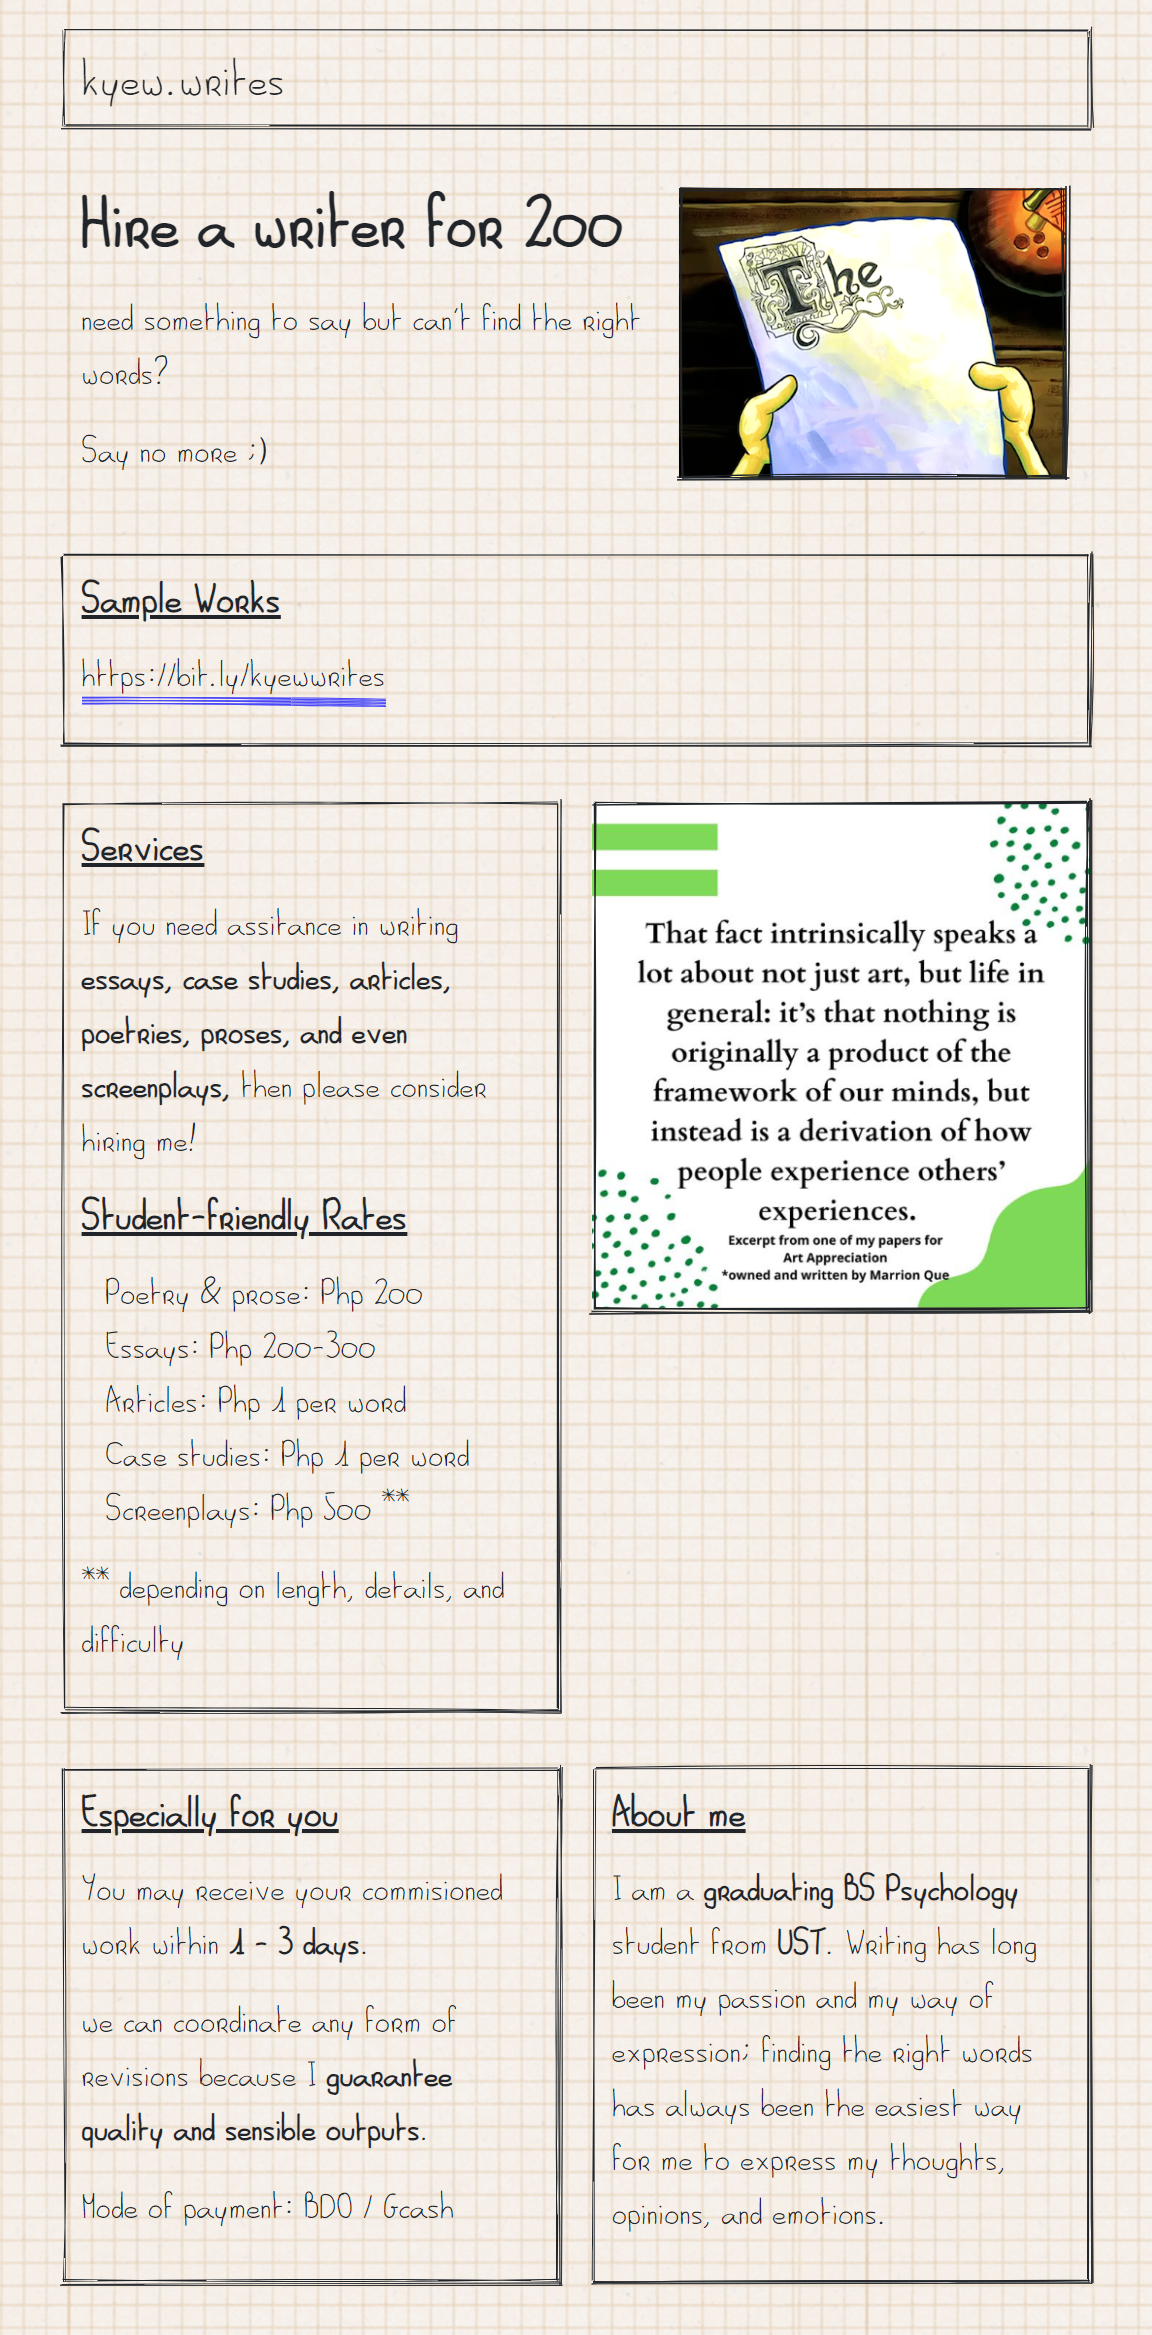 kyew.writes
Hire a writer for 200
need something to say but can't find the right
words?
Say no more ;)
The
Sample Works
https://bit.ly/kyewwrites
Services
If you need assitance in writing
essays, case studies, articles,
poetries, proses, and even
screenplays, then please consider
hiring me!
Student-friendly Rates
Poetry & prose: Php 200
Essays: Php 200-300
Articles: Php 1 per word
Case studies: Php 1 per word
Screenplays: Php 500 **
** depending on length, details, and
difficulty
That fact intrinsically speaks a
lot about not just art, but life in
general: it's that nothing is
originally a product of the
framework of our minds, but
instead is a derivation of how
people experience others'
experiences.
Excerpt from one of my papers for
Art Appreciation
*owned and written by Marrion Que
Especially for you
You may receive your commisioned
work within 1 - 3 days.
we can coordinate any form of
revisions because I guarantee
quality and sensible outputs.
Mode of payment: BDO / Gcash
About me
I am a graduating BS Psychology
student from UST. Writing has long
been my passion and my way of
expression; finding the right words
has always been the easiest way
for me to express my thoughts,
opinions, and emotions.